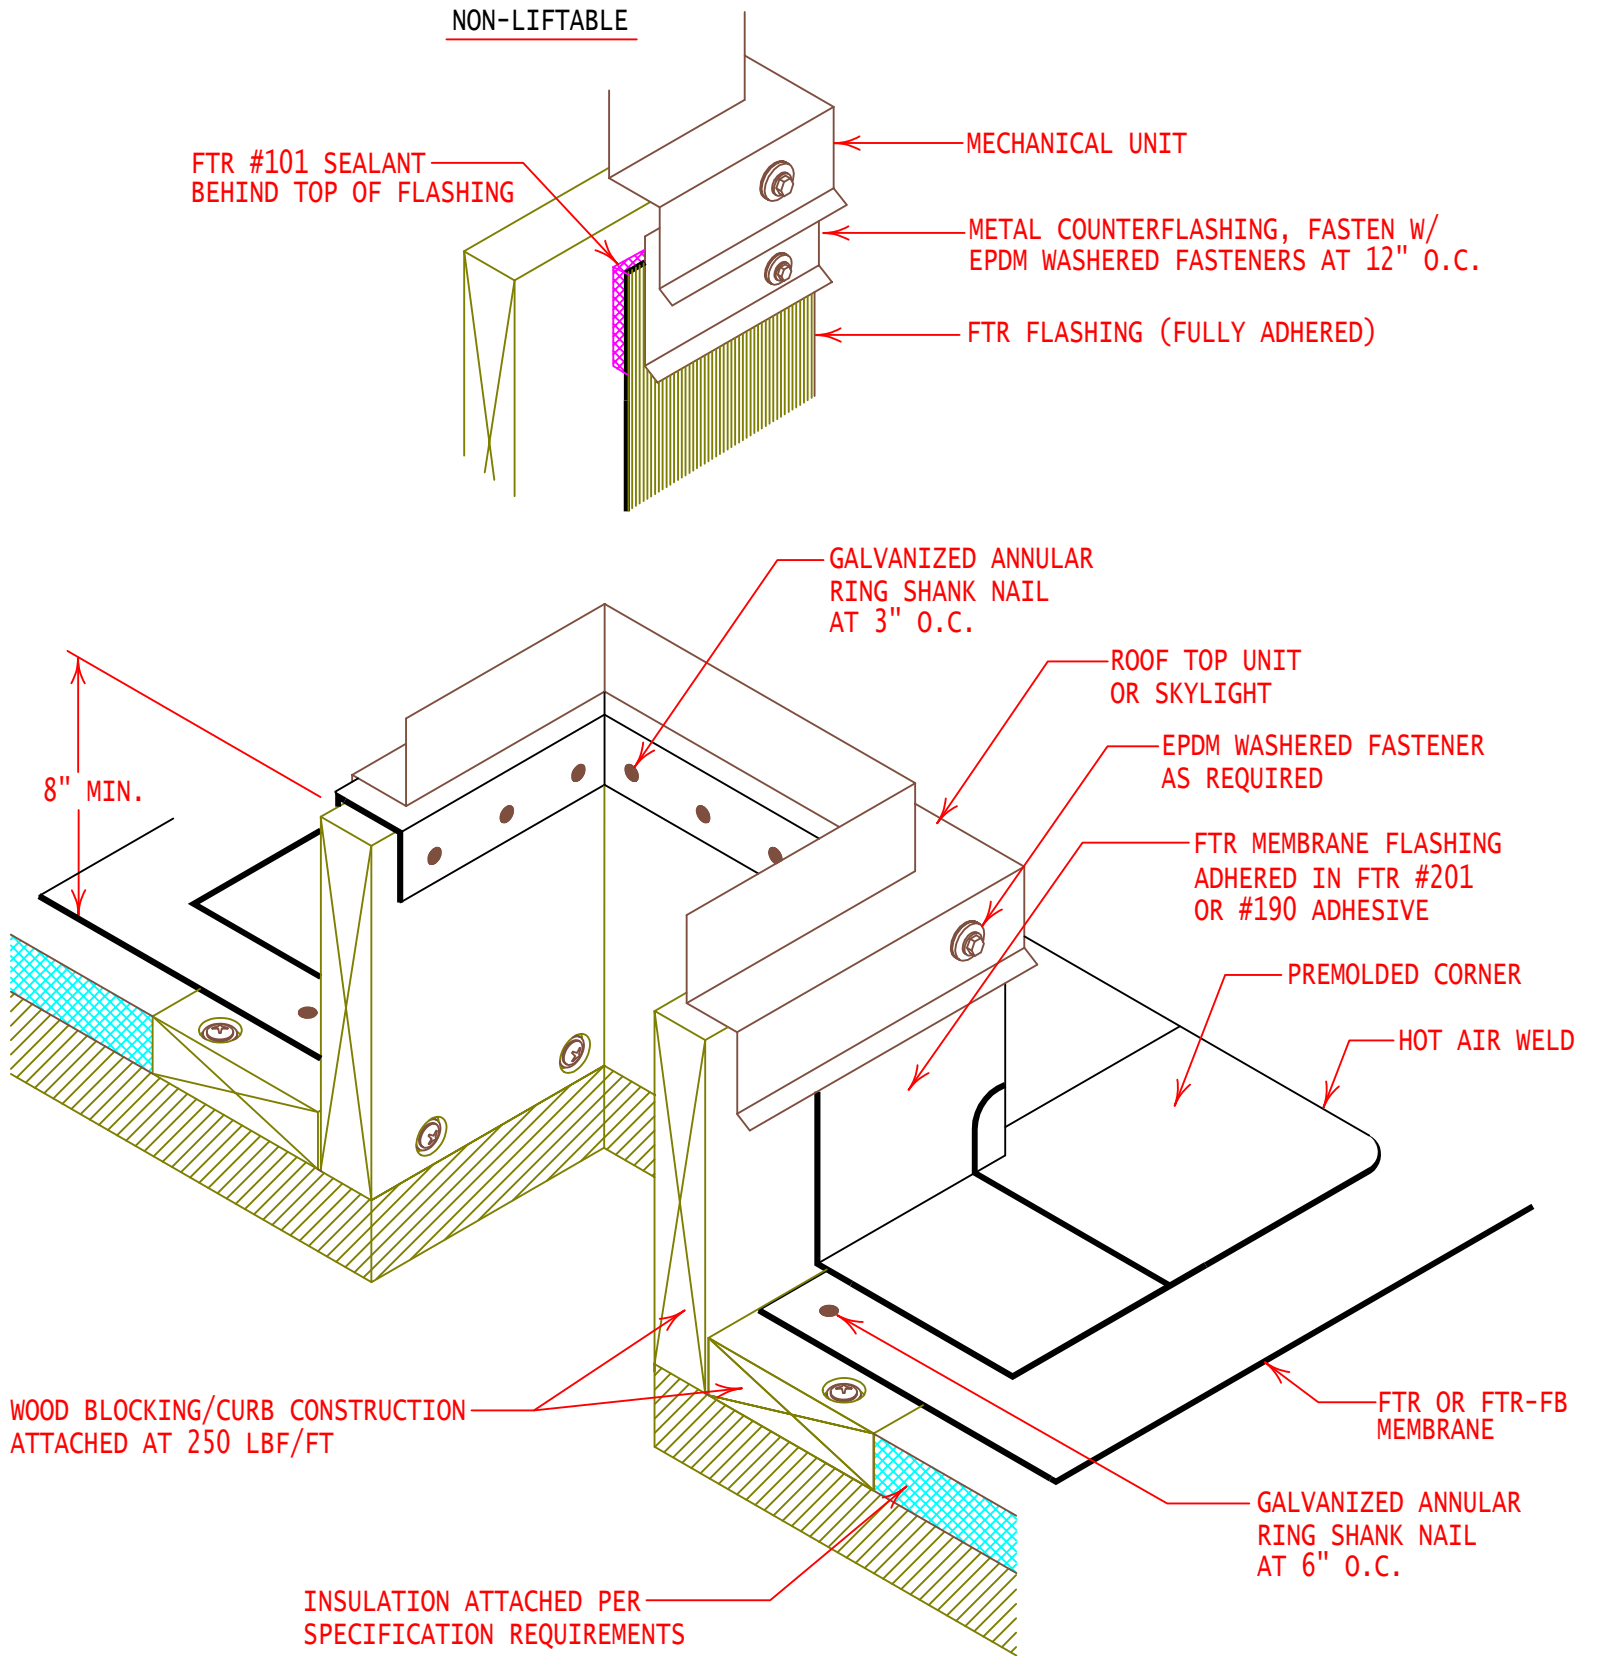 NON-LIFTABLE
MECHANICAL UNIT
FTR #101 SEALANT
BEHIND TOP OF FLASHING
METAL COUNTERFLASHING, FASTEN W/
EPDM WASHERED FASTENERS AT 12" O.C.
FTR FLASHING (FULLY ADHERED)
GALVANIZED ANNULAR
RING SHANK NAIL
AT 3" O.C.
ROOF TOP UNIT
OR SKYLIGHT
EPDM WASHERED FASTENER
AS REQUIRED
8" MIN.
FTR MEMBRANE FLASHING
ADHERED IN FTR #201
OR #190 ADHESIVE
PREMOLDED CORNER
HOT AIR WELD
WOOD BLOCKING/CURB CONSTRUCTION
ATTACHED AT 250 LBF/FT
FTR OR FTR-FB
MEMBRANE
GALVANIZED ANNULAR
RING SHANK NAIL
AT 6" O.C.
INSULATION ATTACHED PER
SPECIFICATION REQUIREMENTS